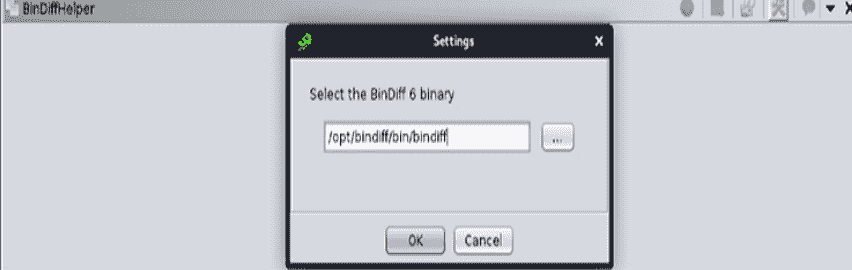 BinDiffHelper
Settings
Select the BinDiff 6 binary
/opt/bindiff/bin/bindiff
...
OK
Cancel